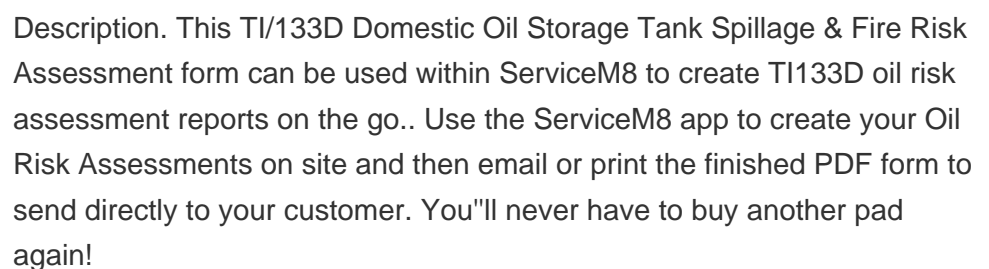 Description. This TI/133D Domestic Oil Storage Tank Spillage & Fire Risk
Assessment form can be used within ServiceM8 to create TI133D oil risk
assessment reports on the go.. Use the ServiceM8 app to create your Oil
Risk Assessments on site and then email or print the finished PDF form to
send directly to your customer. You"ll never have to buy another pad
again!